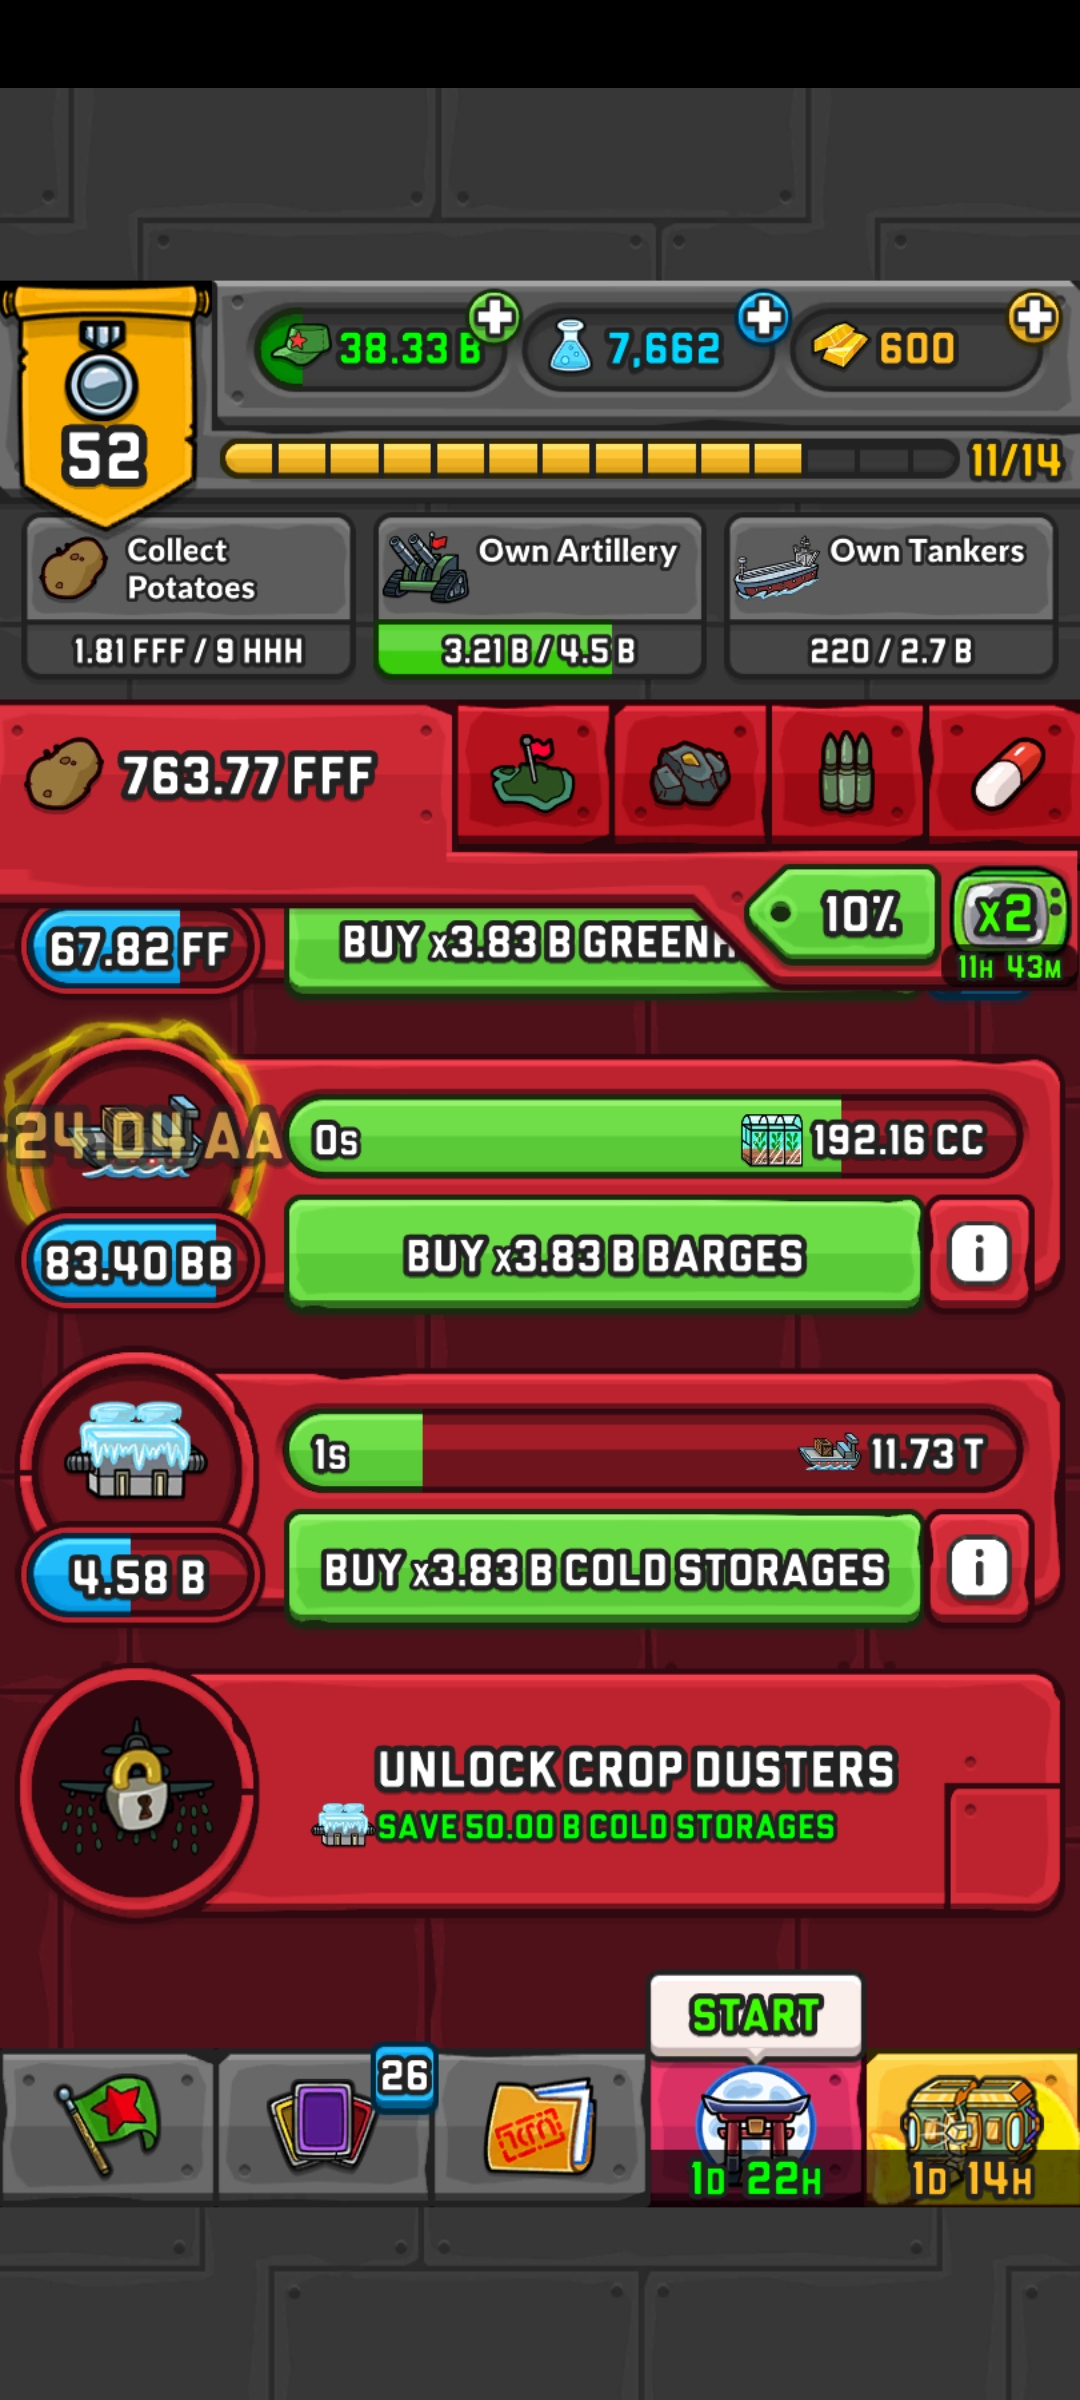 38.33 B
7,662
600
52
11/14
Collect
Potatoes
1.81 FFF / 9 HHH
Own Artillery
3.21 B / 4.5 B
Own Tankers
220 / 2.7 B
763.77 FFF
10%
x2
11H 43M
67.82 FF
BUY x3.83 B GREENH
-24.04 AA
0s
192.16 CC
83.40 BB
BUY x3.83 B BARGES
i
1s
11.73 T
4.58 B
BUY x3.83 B COLD STORAGES
i
UNLOCK CROP DUSTERS
SAVE 50.00 B COLD STORAGES
START
26
1D 22H
1D 14H